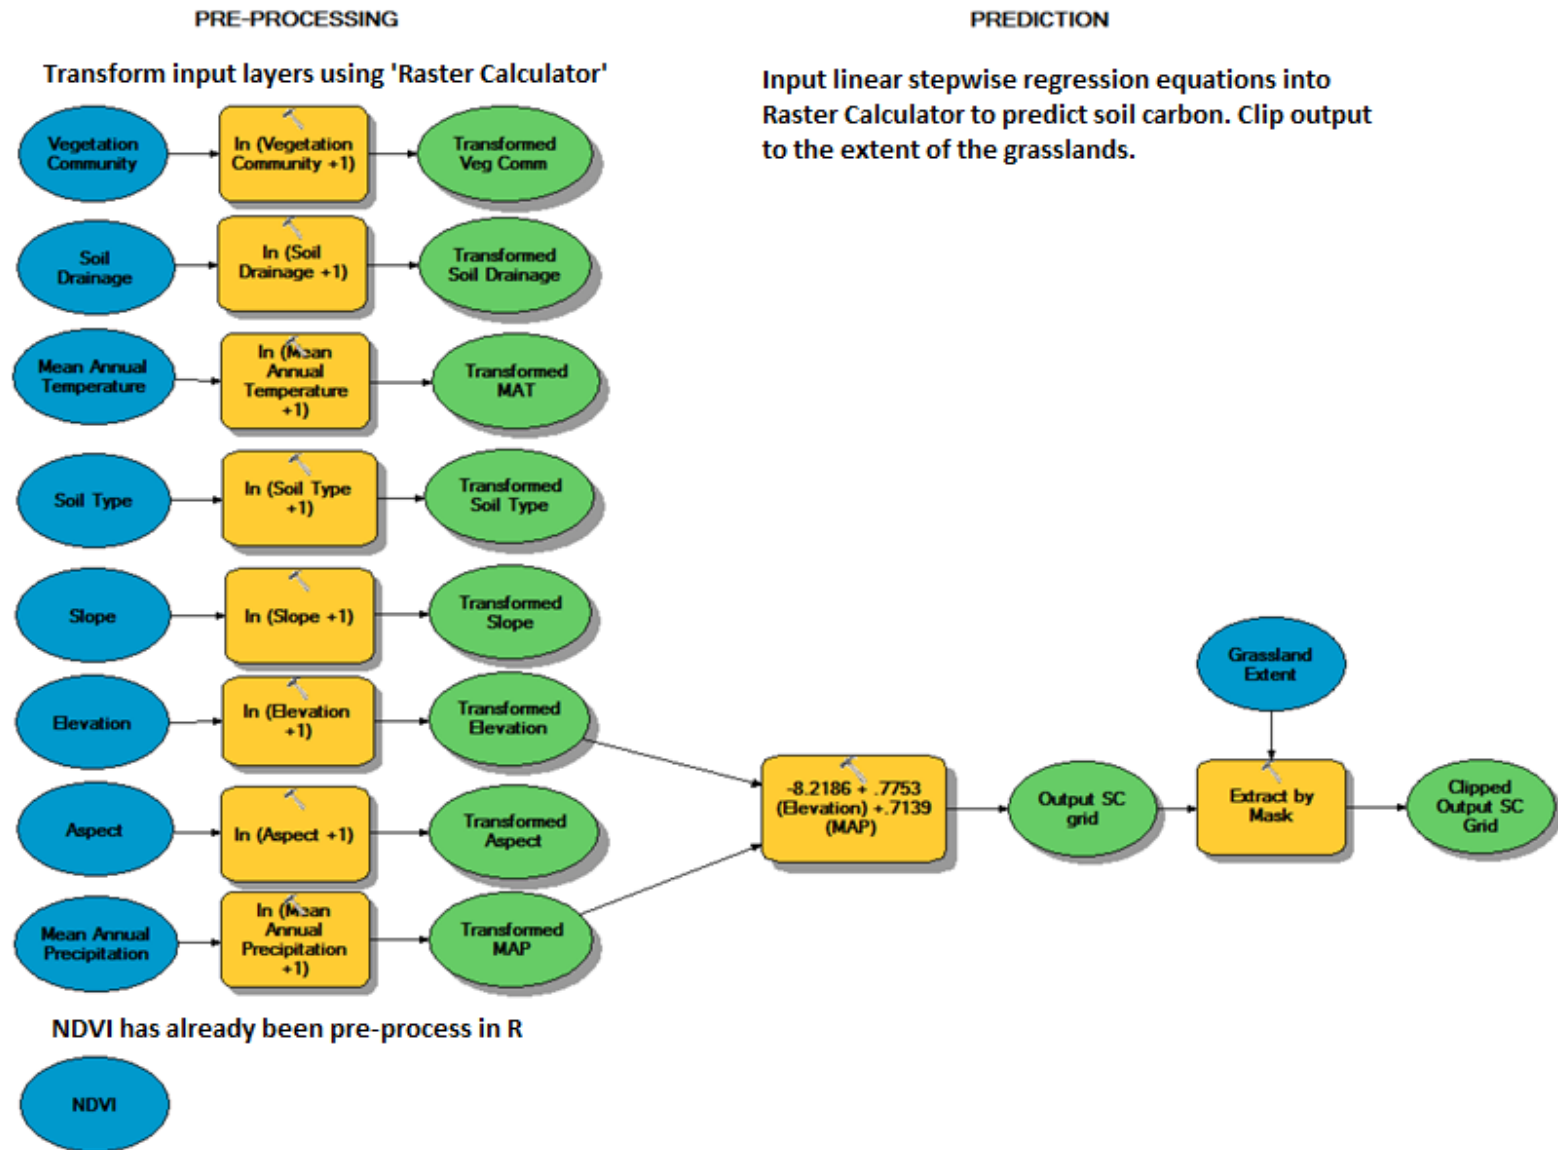 PRE-PROCESSING
PREDICTION
Transform input layers using 'Raster Calculator'
Input linear stepwise regression equations into
Raster Calculator to predict soil carbon. Clip output
to the extent of the grasslands.
Vegetation
Community
ln (Vegetation
Community +1)
Transformed
Veg Comm
Soil
Drainage
ln (Soil
Drainage +1)
Transformed
Soil Drainage
Mean Annual
Temperature
ln (Mean
Annual
Temperature
+1)
Transformed
MAT
Soil Type
ln (Soil Type
+1)
Transformed
Soil Type
Slope
ln (Slope +1)
Transformed
Slope
Elevation
ln (Elevation
+1)
Transformed
Elevation
Aspect
ln (Aspect +1)
Transformed
Aspect
Mean Annual
Precipitation
ln (Mean
Annual
Precipitation
+1)
Transformed
MAP
-8.2186 + .7753
(Elevation) +.7139
(MAP)
Output SC
grid
Grassland
Extent
Extract by
Mask
Clipped
Output SC
Grid
NDVI has already been pre-process in R
NDVI